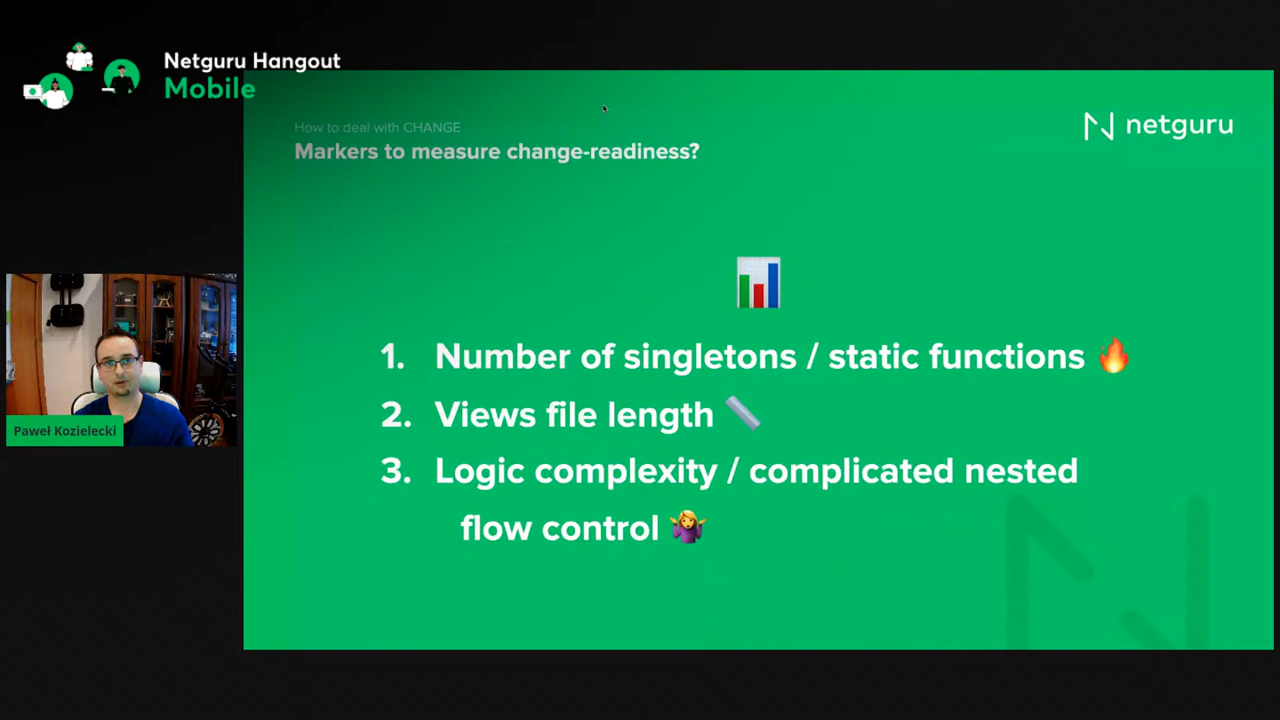 Netguru Hangout
Mobile
How to deal with CHANGE
Markers to measure change-readiness?
netguru
1. Number of singletons / static functions 🔥
2. Views file length 📏
3. Logic complexity / complicated nested
flow control 🤷‍♀️
Paweł Kozielecki